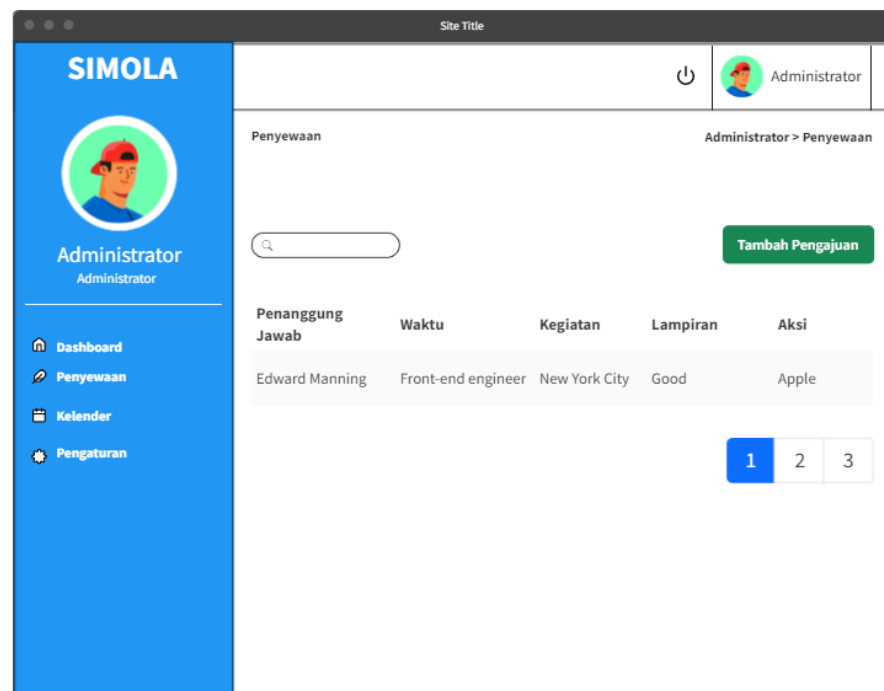 Site Title
SIMOLA
Administrator
Administrator
Dashboard
Penyewaan
Kelender
Pengaturan
Administrator
Penyewaan
Administrator > Penyewaan
Tambah Pengajuan
Penanggung
Jawab
Waktu
Kegiatan
Lampiran
Aksi
Edward Manning
Front-end engineer
New York City
Good
Apple
1
2
3